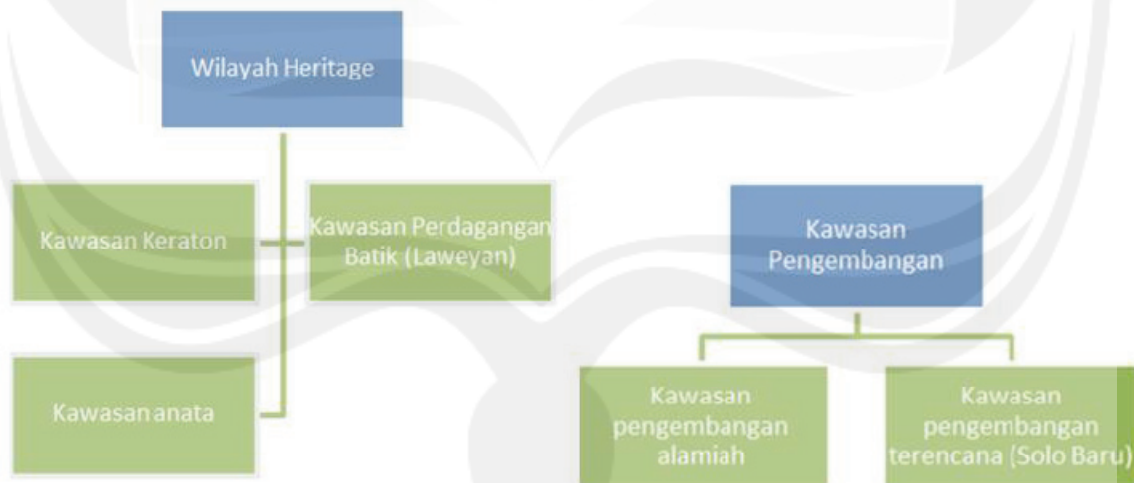 Wilayah Heritage
Kawasan Keraton
Kawasan Perdagangan
Batik (Laweyan)
Kawasan anata
Kawasan
Pengembangan
Kawasan
pengembangan
alamiah
Kawasan
pengembangan
terencana (Solo Baru)